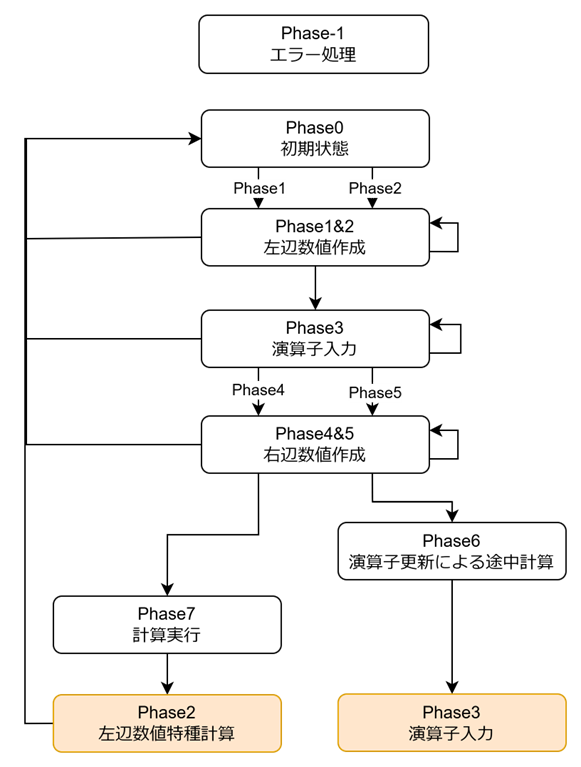 Phase-1
エラー処理
Phase0
初期状態
Phase1
Phase2
Phase1&2
左辺数値作成
Phase3
演算子入力
Phase4
Phase5
Phase4&5
右辺数値作成
Phase6
演算子更新による途中計算
Phase7
計算実行
Phase2
左辺数値特種計算
Phase3
演算子入力